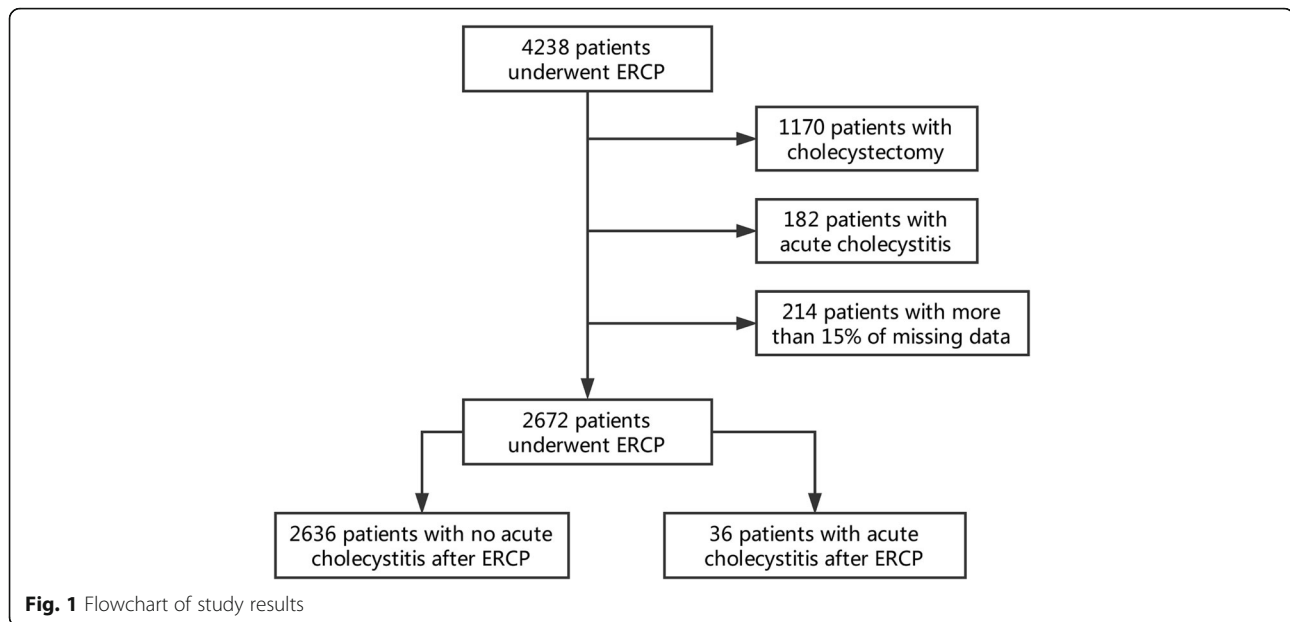 4238 patients
underwent ERCP
1170 patients with
cholecystectomy
182 patients with
acute cholecystitis
214 patients with more
than 15% of missing data
2672 patients
underwent ERCP
2636 patients with no acute
cholecystitis after ERCP
36 patients with acute
cholecystitis after ERCP
Fig. 1 Flowchart of study results